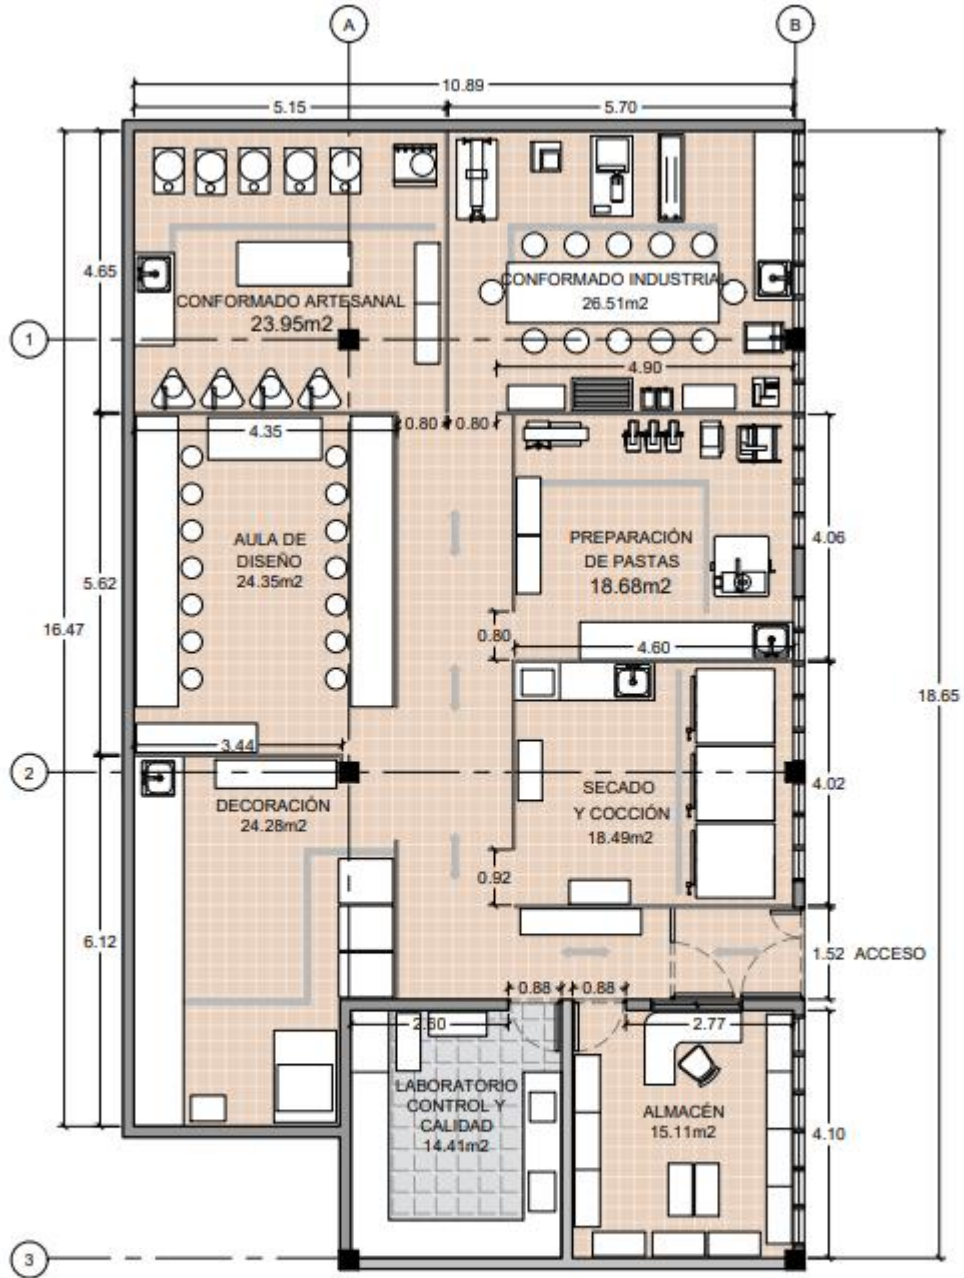 A
B
10.89
5.15
5.70
4.65
CONFORMADO ARTESANAL
23.95m2
CONFORMADO INDUSTRIAL
26.51m2
1
4.90
4.35
0.80
0.80
AULA DE
DISEÑO
24.35m2
PREPARACIÓN
DE PASTAS
18.68m2
4.06
5.62
16.47
0.80
4.60
18.65
3.44
2
DECORACIÓN
24.28m2
SECADO
Y COCCIÓN
18.49m2
4.02
0.92
6.12
1.52
ACCESO
0.88
0.88
2.60
2.77
LABORATORIO
CONTROL Y
CALIDAD
14.41m2
ALMACÉN
15.11m2
4.10
3